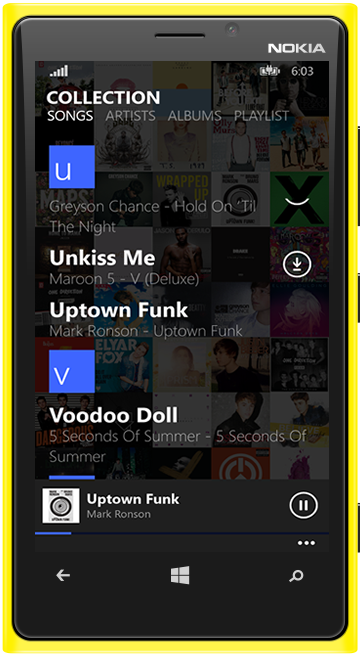 NOKIA
6:03
COLLECTION
SONGS ARTISTS ALBUMS PLAYLIST
u
Greyson Chance - Hold On 'Til
The Night
Unkiss Me
Maroon 5 - V (Deluxe)
Uptown Funk
Mark Ronson - Uptown Funk
v
Voodoo Doll
5 Seconds Of Summer - 5 Seconds Of
Summer
Uptown Funk
Mark Ronson